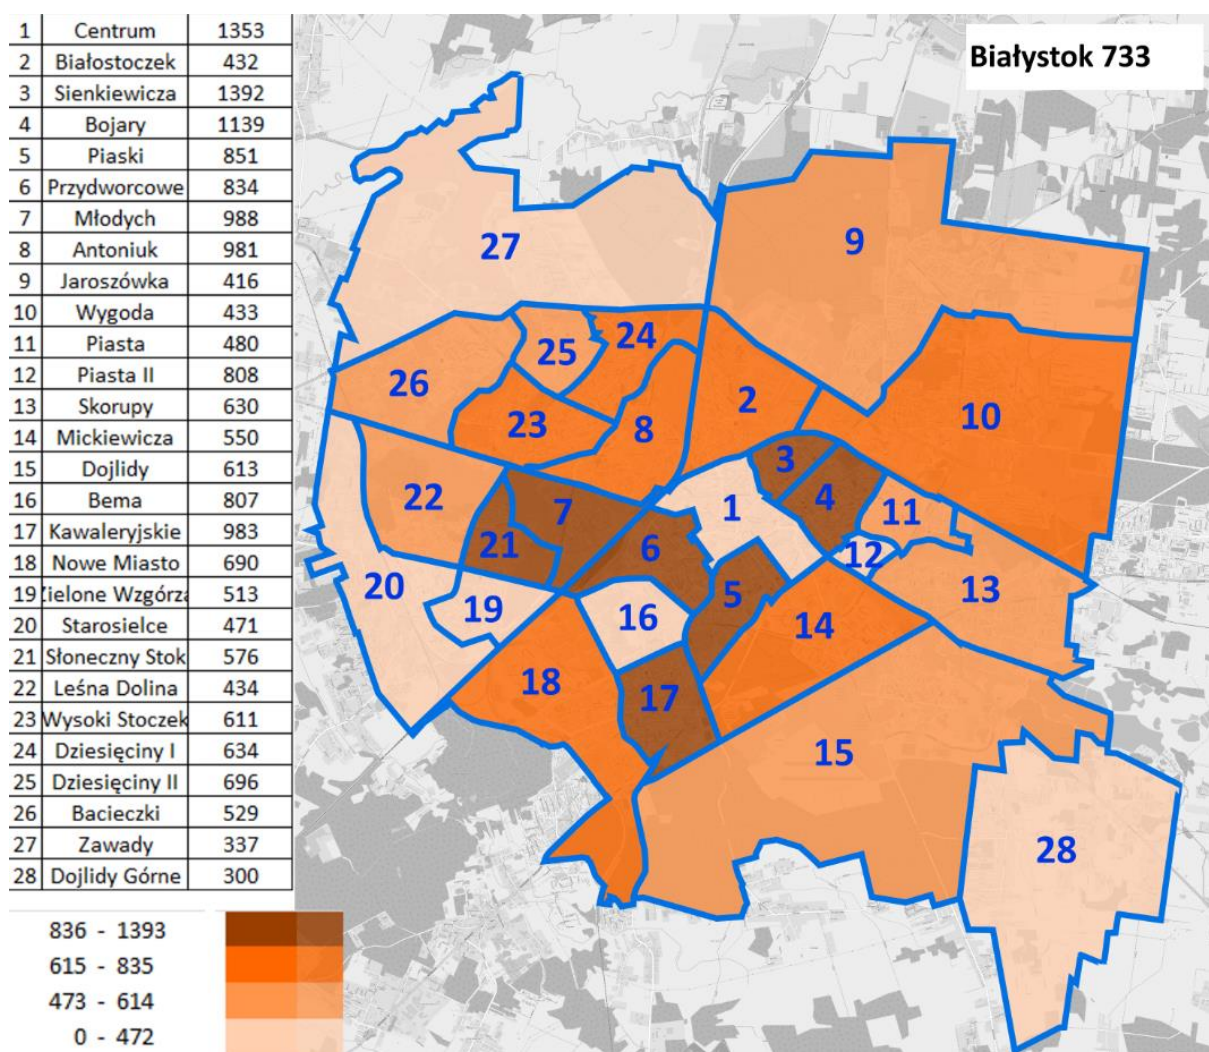 1 Centrum 1353
2 Białostoczek 432
3 Sienkiewicza 1392
4 Bojary 1139
5 Piaski 851
6 Przydworcowe 834
7 Młodych 988
8 Antoniuk 981
9 Jaroszówka 416
10 Wygoda 433
11 Piasta 480
12 Piasta II 808
13 Skorupy 630
14 Mickiewicza 550
15 Dojlidy 613
16 Bema 807
17 Kawaleryjskie 983
18 Nowe Miasto 690
19 Zielone Wzgórza 513
20 Starosielce 471
21 Słoneczny Stok 576
22 Leśna Dolina 434
23 Wysoki Stoczek 611
24 Dziesięciny I 634
25 Dziesięciny II 696
26 Bacieczki 529
27 Zawady 337
28 Dojlidy Górne 300
836 - 1393
615 - 835
473 - 614
0 - 472
Białystok 733
27
9
24
25
26
2
10
23
8
3
22
7
4
11
1
21
6
12
20
13
5
19
16
14
18
17
15
28